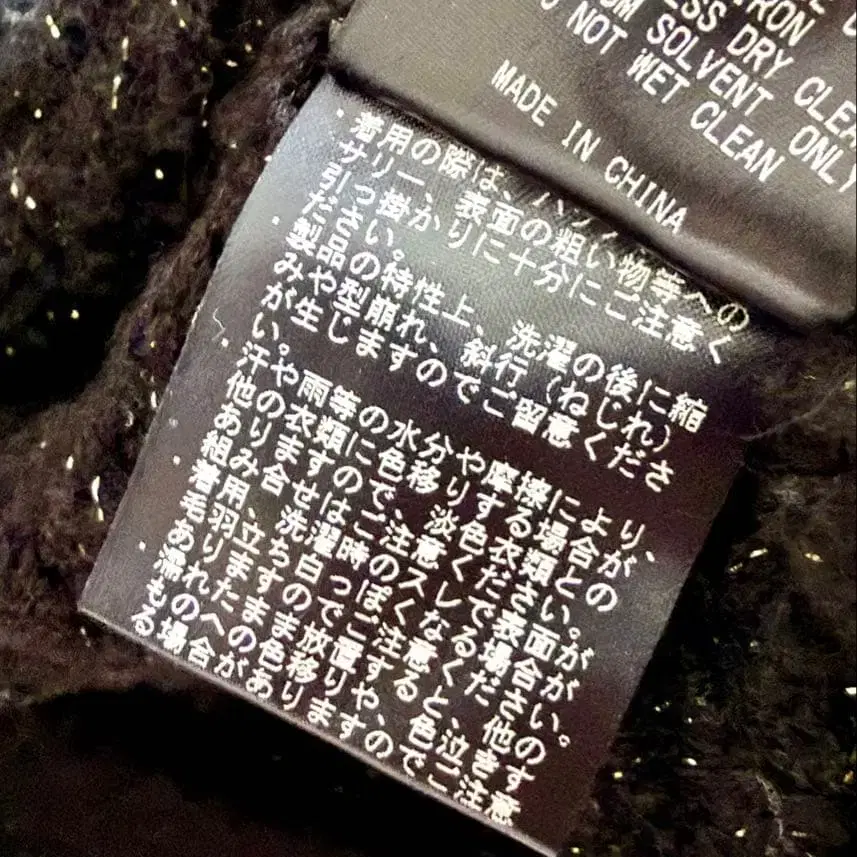 IRON
LESS DRY CLEA
UM SOLVENT ONLY
DO NOT WET CLEAN
MADE IN CHINA
・着用の際は、バッグ・アクセ
サリー、表面の粗い物等への
引っ掛かりに十分にご注意く
ださい。
・製品の特性上、洗濯の後に縮
みや型崩れ、斜行(ねじれ)
が生じますのでご留意くださ
い。
・汗や雨等の水分や摩擦により、
他の衣類に色移りする場合が
ありますので、淡色衣類との
組み合せはご注意ください。
・着用、洗濯時のスレで表面が
毛羽立ち白っぽくなる場合が
ありますのでご注意ください。
・濡れたまま放置すると、他の
ものへの色移りや、色泣きす
る場合がありますのでご注意